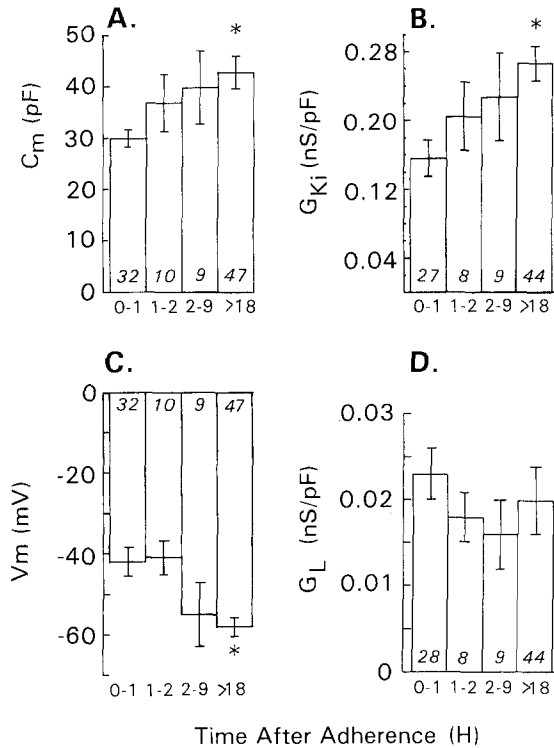 A.
*
50
40
30
20
10
0
Cm (pF)
32 10 9 47
0-1 1-2 2-9 >18
B.
*
0.28
0.20
0.12
0.04
GKi (nS/pF)
27 8 9 44
0-1 1-2 2-9 >18
C.
0
-20
-40
-60
Vm (mV)
32 10 9 47
*
0-1 1-2 2-9 >18
D.
0.03
0.02
0.01
0
GL (nS/pF)
28 8 9 44
0-1 1-2 2-9 >18
Time After Adherence (H)